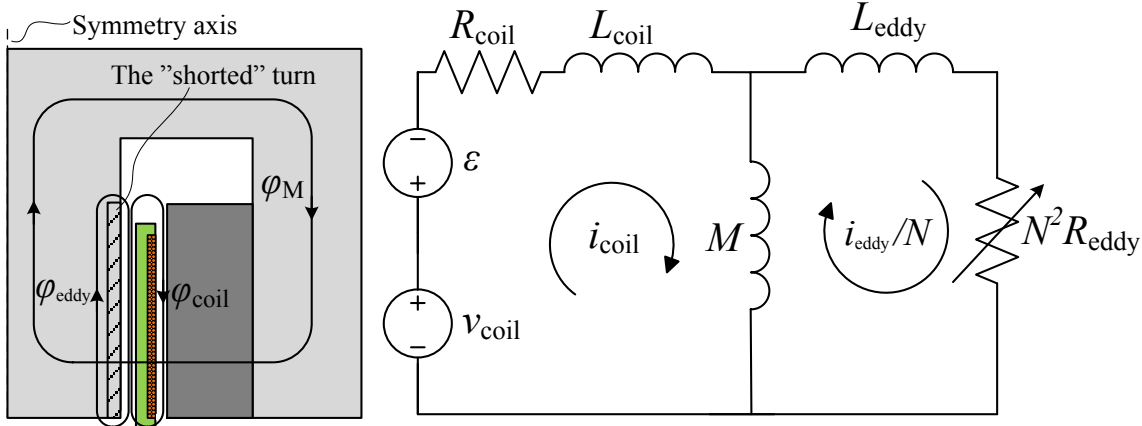 Symmetry axis
The ”shorted” turn
φM
φeddy
φcoil
Rcoil
Lcoil
Leddy
−
ε
+
icoil
M
ieddy/N
N²Reddy
+
vcoil
−